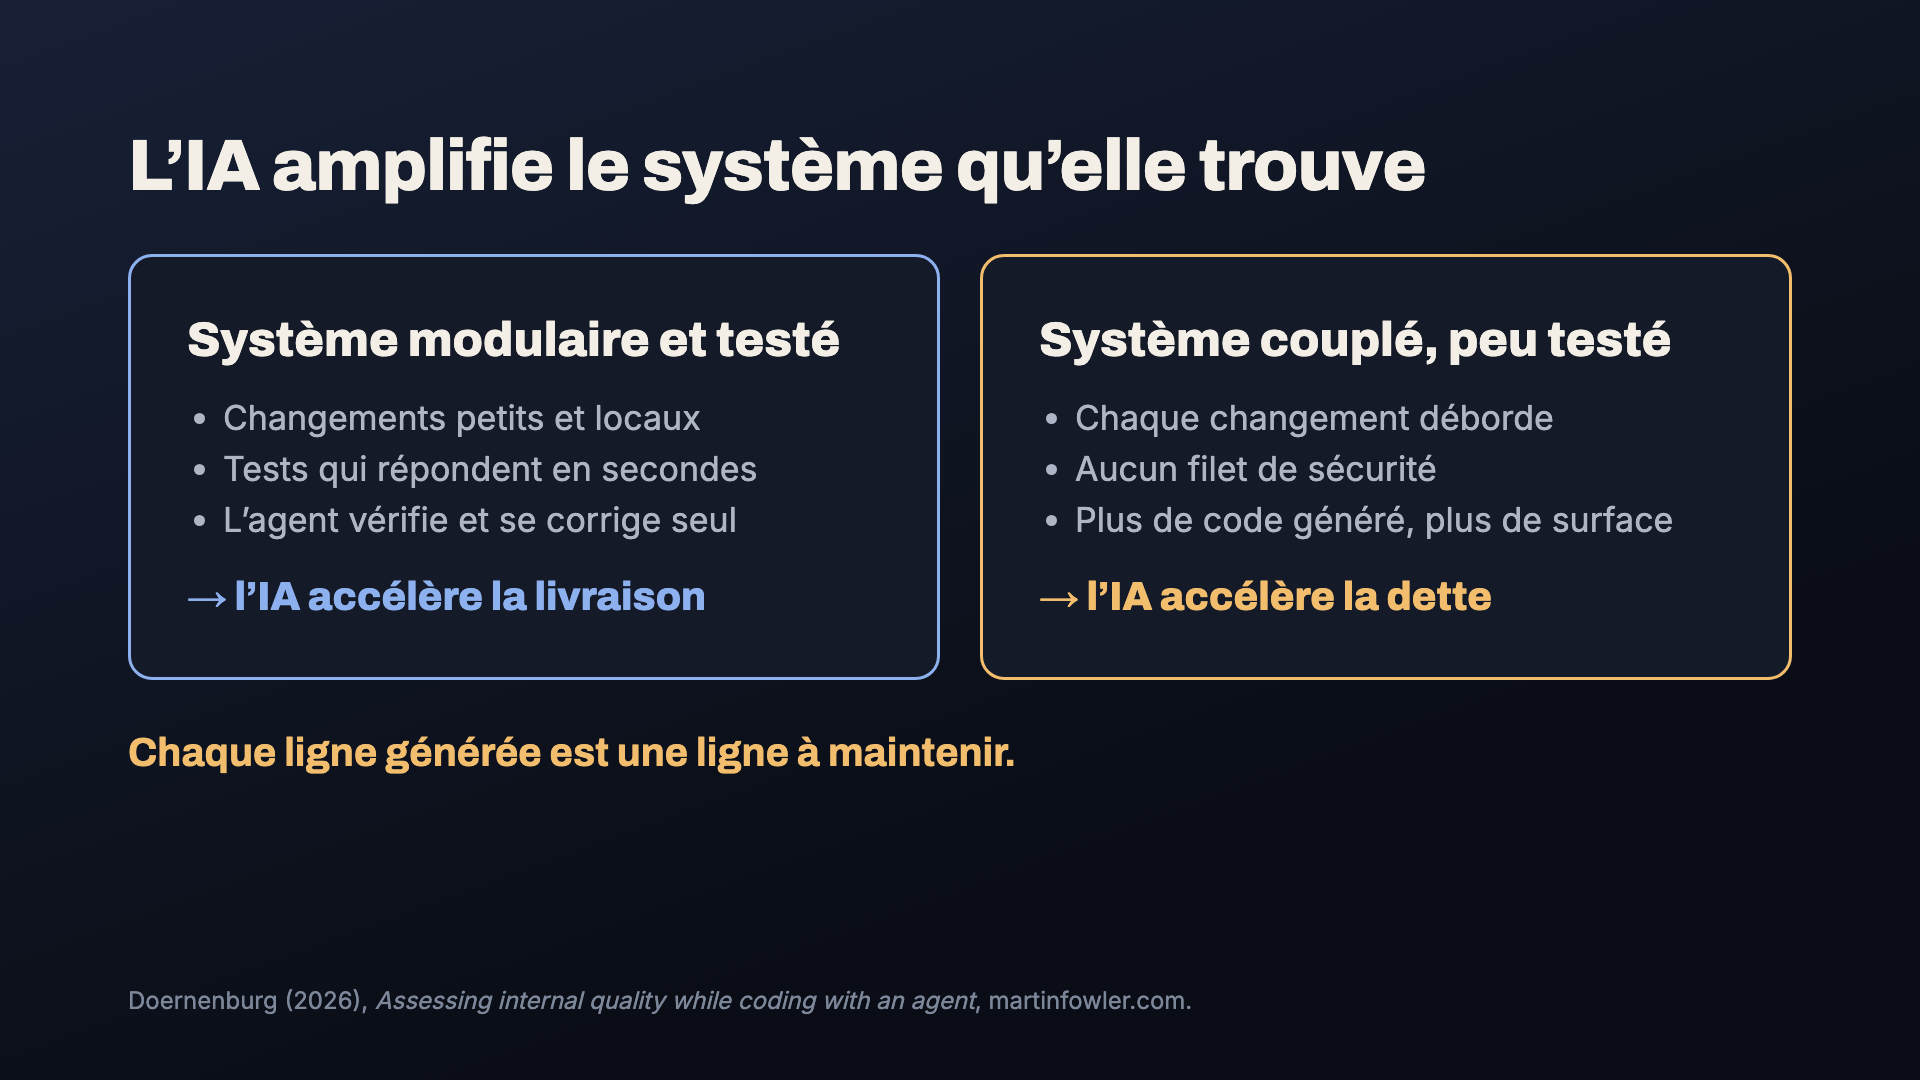 L’IA amplifie le système qu’elle trouve
Système modulaire et testé
• Changements petits et locaux
• Tests qui répondent en secondes
• L’agent vérifie et se corrige seul
→ l’IA accélère la livraison
Système couplé, peu testé
• Chaque changement déborde
• Aucun filet de sécurité
• Plus de code généré, plus de surface
→ l’IA accélère la dette
Chaque ligne générée est une ligne à maintenir.
Doernenburg (2026), Assessing internal quality while coding with an agent, martinfowler.com.